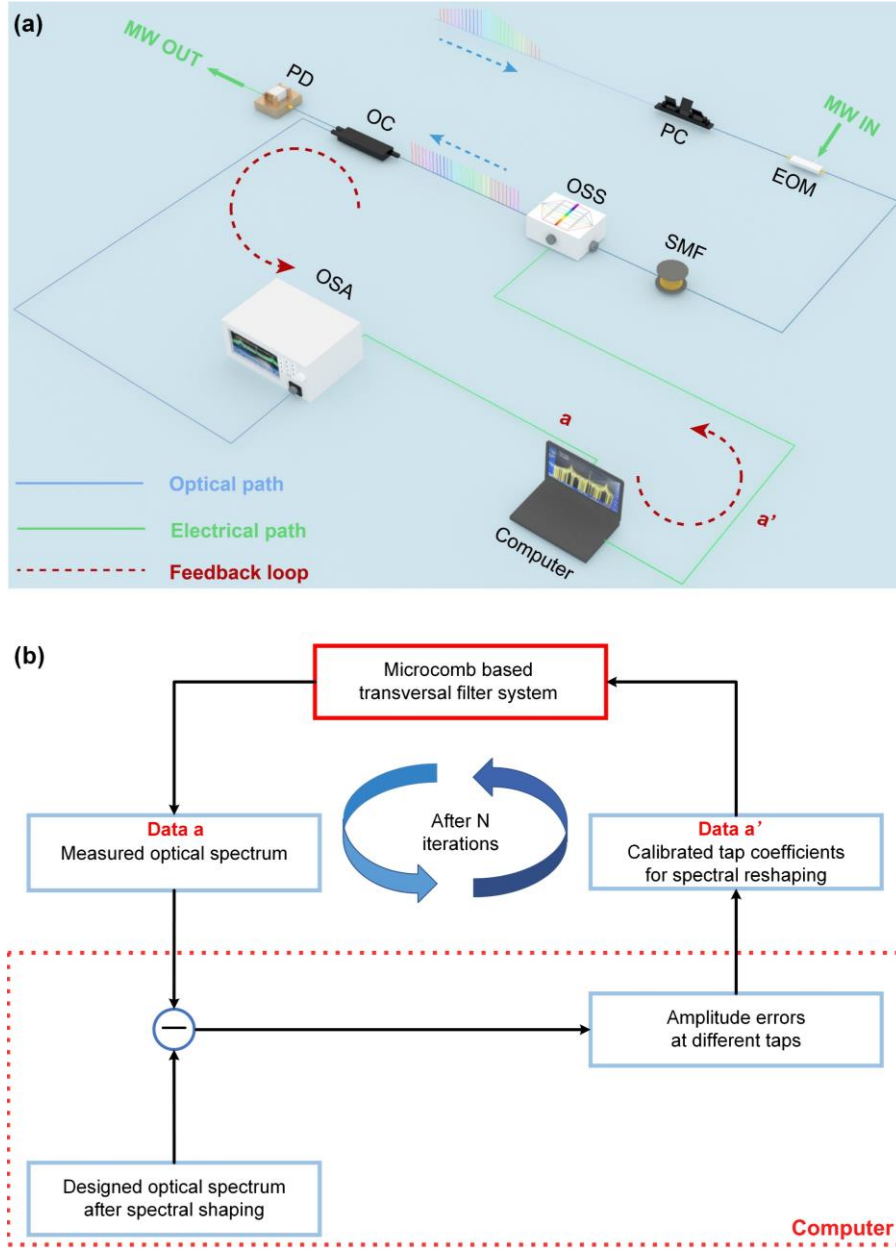 (a)
MW OUT
PD
OC
PC
MW IN
EOM
OSS
SMF
OSA
a
a'
Computer
Optical path
Electrical path
Feedback loop
(b)
Microcomb based
transversal filter system
Data a
Measured optical spectrum
After N
iterations
Data a’
Calibrated tap coefficients
for spectral reshaping
—
Amplitude errors
at different taps
Designed optical spectrum
after spectral shaping
Computer